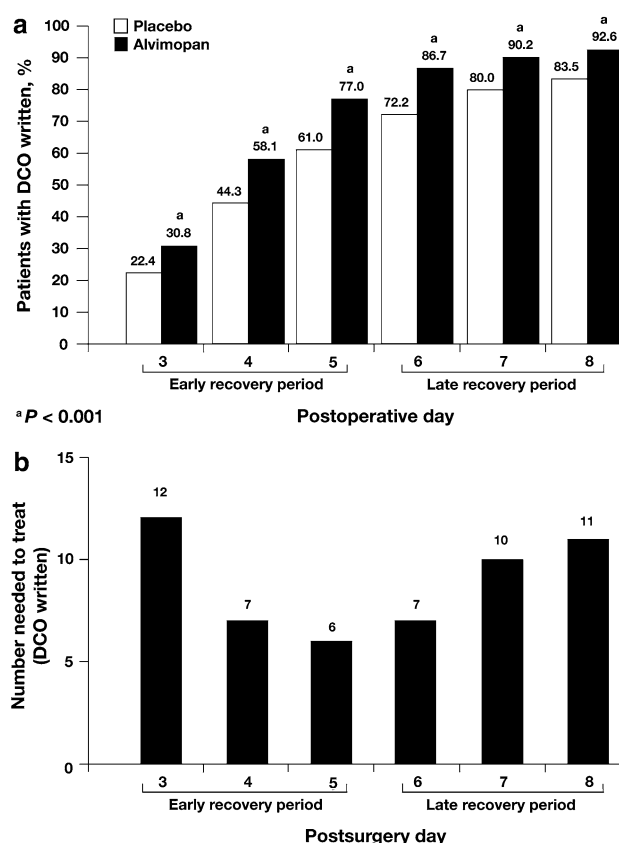 a
Placebo
Alvimopan
Patients with DCO written, %
100
90
80
70
60
50
40
30
20
10
0
22.4
a
30.8
44.3
a
58.1
61.0
a
77.0
72.2
a
86.7
80.0
a
90.2
83.5
a
92.6
3 4 5 6 7 8
Early recovery period Late recovery period
a P < 0.001
Postoperative day
b
Number needed to treat
(DCO written)
15
10
5
0
12
7
6
7
10
11
3 4 5 6 7 8
Early recovery period Late recovery period
Postsurgery day